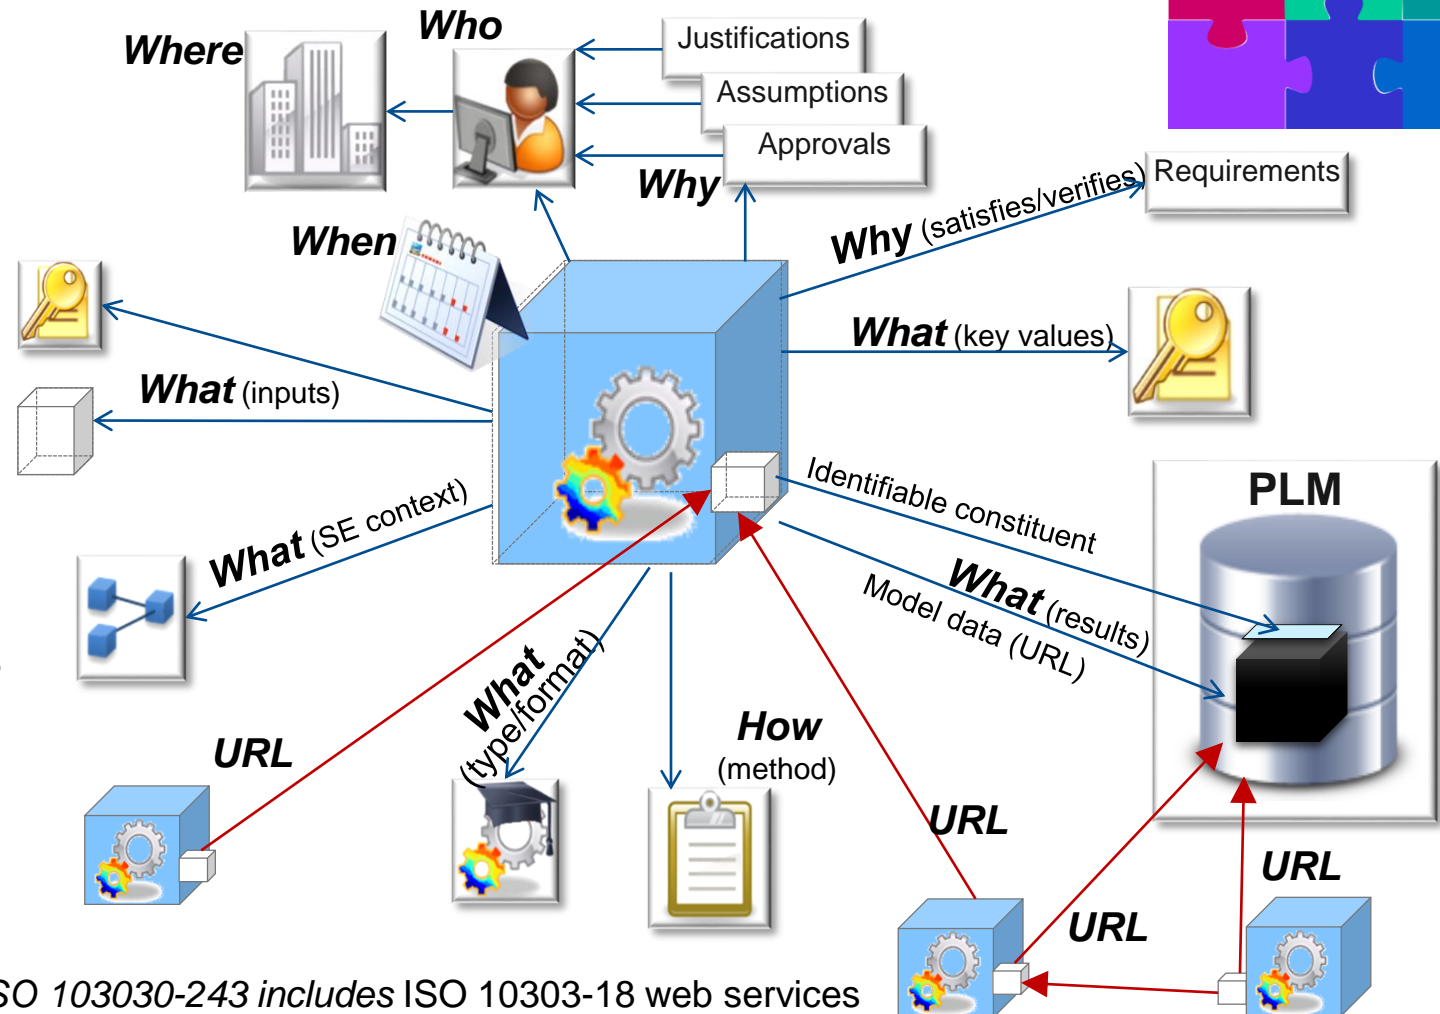 Who
Where
Justifications
Assumptions
Approvals
Why
Requirements
When
Why (satisfies/verifies)
What (key values)
What (inputs)
PLM
Identifiable constituent
What (SE context)
What (results)
Model data (URL)
What
(type/format)
How
(method)
URL
URL
URL
URL
SO 103030-243 includes ISO 10303-18 web services